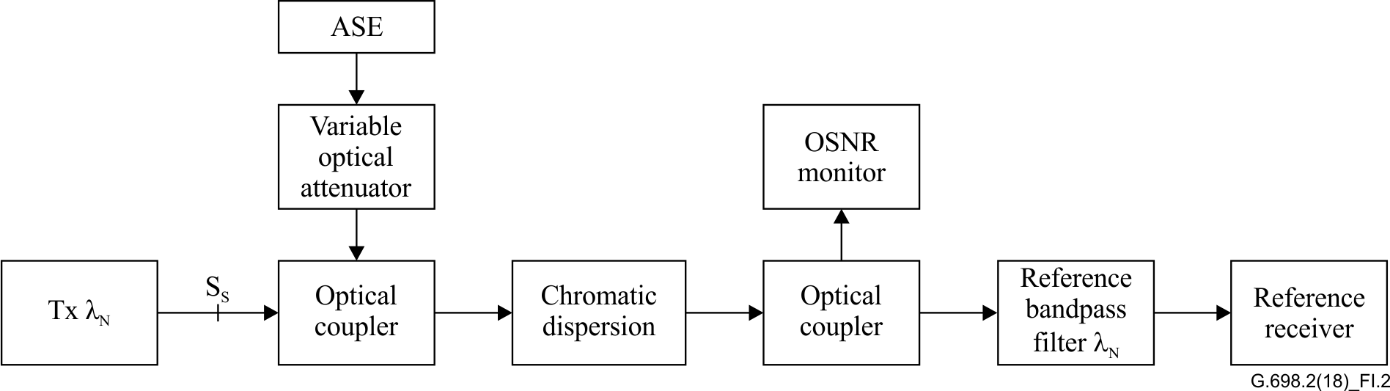 ASE
Variable
optical
attenuator
OSNR
monitor
Tx λN
SS
Optical
coupler
Chromatic
dispersion
Optical
coupler
Reference
bandpass
filter λN
Reference
receiver
G.698.2(18)_FI.2